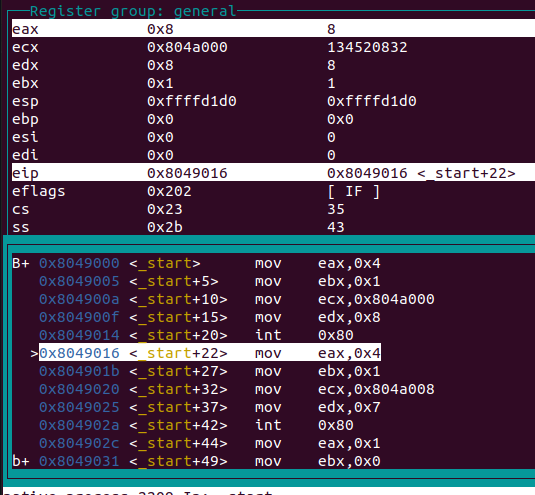 Register group: general
eax 0x8 8
ecx 0x804a000 134520832
edx 0x8 8
ebx 0x1 1
esp 0xffffd1d0 0xffffd1d0
ebp 0x0 0x0
esi 0x0 0
edi 0x0 0
eip 0x8049016 0x8049016 <_start+22>
eflags 0x202 [ IF ]
cs 0x23 35
ss 0x2b 43
B+ 0x8049000 <_start> mov eax,0x4
0x8049005 <_start+5> mov ebx,0x1
0x804900a <_start+10> mov ecx,0x804a000
0x804900f <_start+15> mov edx,0x8
0x8049014 <_start+20> int 0x80
>0x8049016 <_start+22> mov eax,0x4
0x804901b <_start+27> mov ebx,0x1
0x8049020 <_start+32> mov ecx,0x804a008
0x8049025 <_start+37> mov edx,0x7
0x804902a <_start+42> int 0x80
0x804902c <_start+44> mov eax,0x1
b+ 0x8049031 <_start+49> mov ebx,0x0